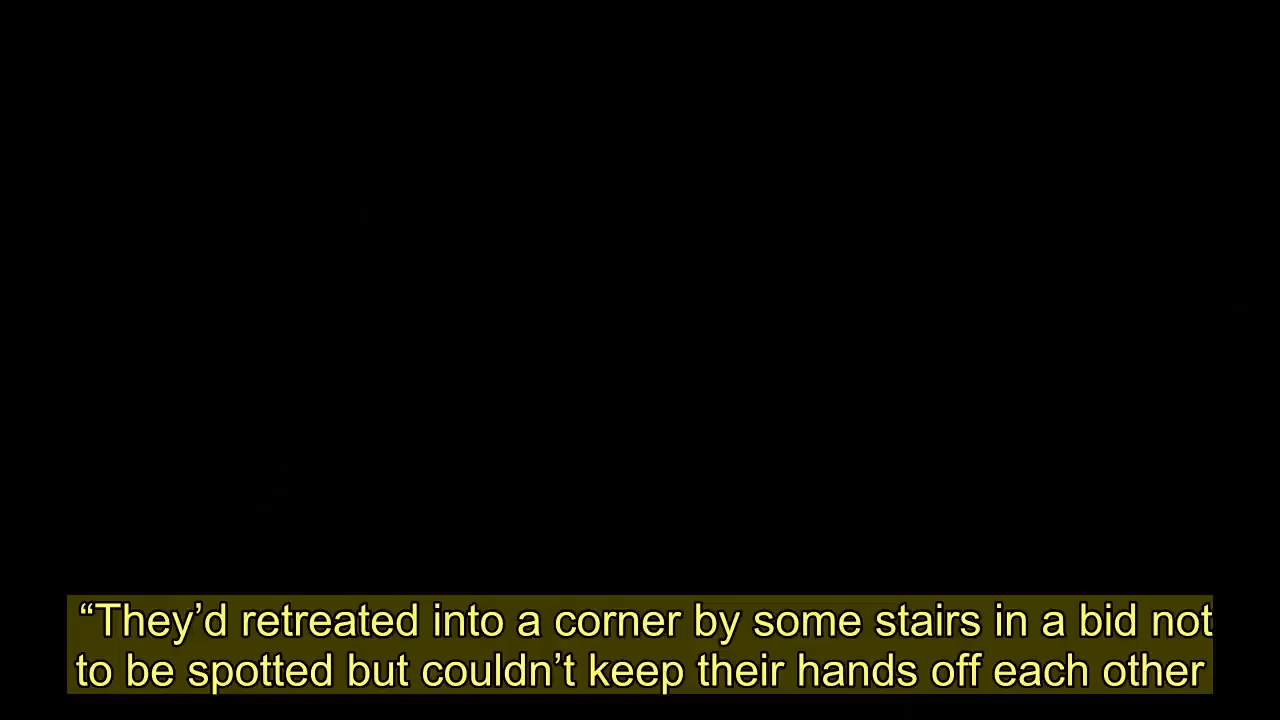 “They’d retreated into a corner by some stairs in a bid not
to be spotted but couldn’t keep their hands off each other